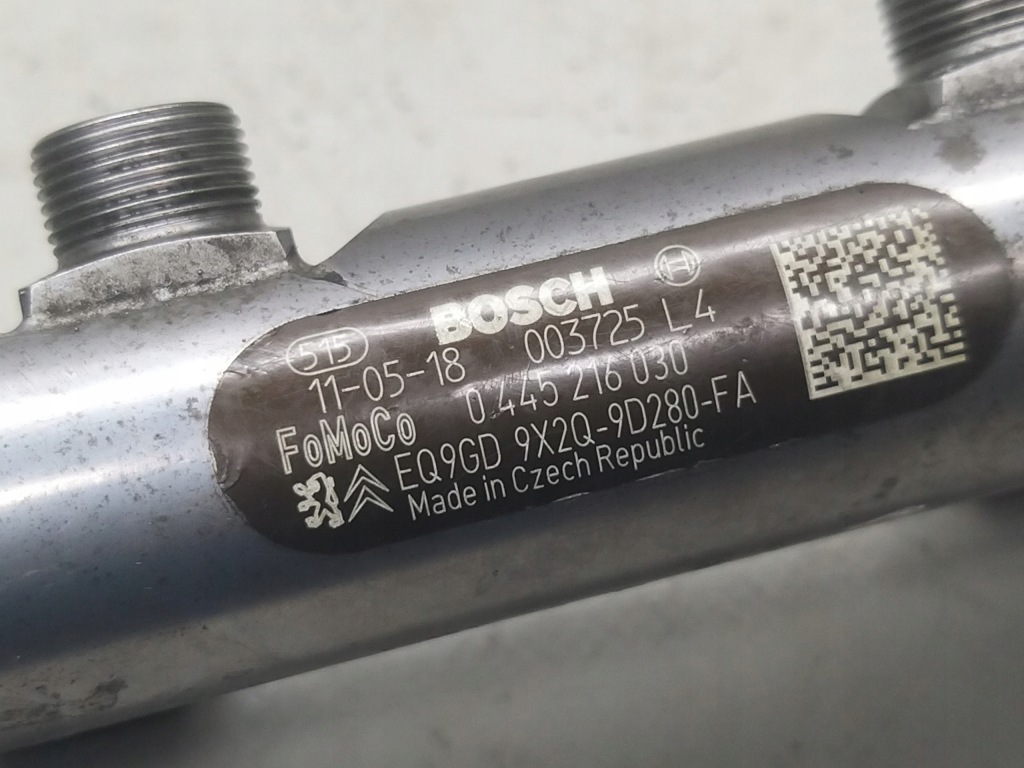 BOSCH
515
11-05-18 003725 L4
FoMoCo 0 445 216 030
EQ9GD 9X2Q-9D280-FA
Made in Czech Republic